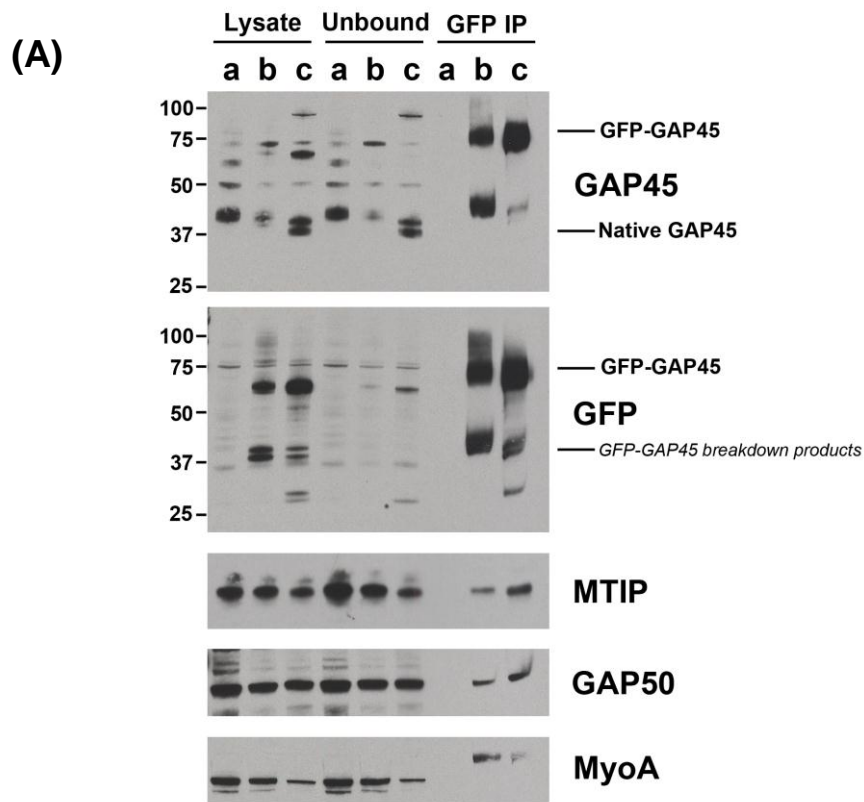 (A)
Lysate Unbound GFP IP
a b c a b c a b c
100
75
50
37
25
GFP-GAP45
GAP45
Native GAP45
100
75
50
37
25
GFP-GAP45
GFP
GFP-GAP45 breakdown products
MTIP
GAP50
MyoA